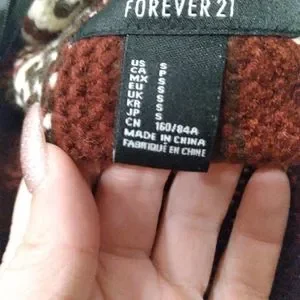 FOREVER 21
US S
CA P
MX S
EU S
UK S
KR S
JP S
CN 160/84A
MADE IN CHINA
FABRIQUÉ EN CHINE